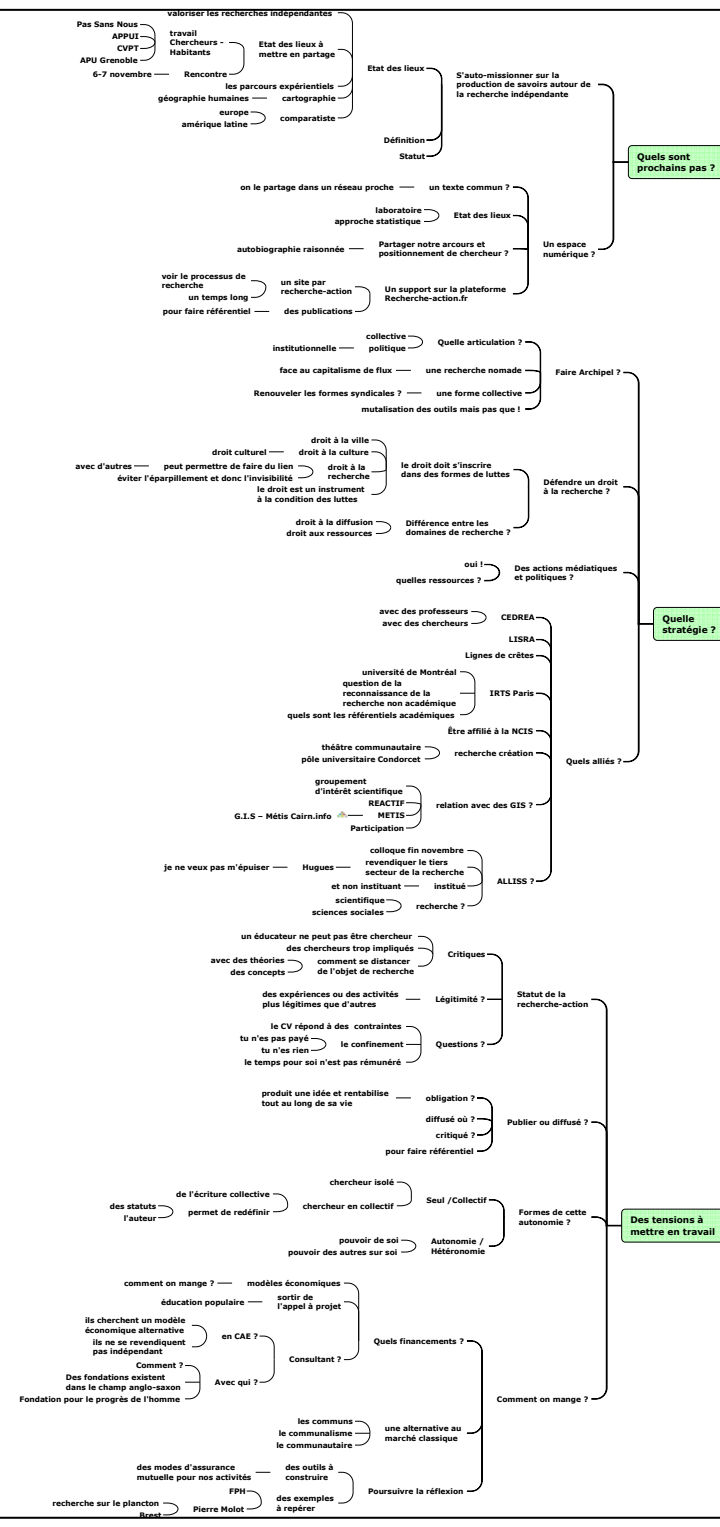 valoriser les recherches indépendantes
Pas Sans Nous
APPUI
CVPT
APU Grenoble
travail
Chercheurs -
Habitants
6-7 novembre
Rencontre
Etat des lieux à
mettre en partage
les parcours expérientiels
géographie humaines
cartographie
europe
amérique latine
comparatiste
Etat des lieux
Définition
Statut
S'auto-missionner sur la
production de savoirs autour de
la recherche indépendante
Quels sont
prochains pas ?
on le partage dans un réseau proche
un texte commun ?
laboratoire
approche statistique
Etat des lieux
autobiographie raisonnée
Partager notre arcours et
positionnement de chercheur ?
Un espace
numérique ?
voir le processus de
recherche
un temps long
un site par
recherche-action
pour faire référentiel
des publications
Un support sur la plateforme
Recherche-action.fr
collective
institutionnelle
politique
Quelle articulation ?
face au capitalisme de flux
une recherche nomade
Renouveler les formes syndicales ?
une forme collective
mutalisation des outils mais pas que !
Faire Archipel ?
droit à la ville
droit culturel
droit à la culture
avec d'autres
peut permettre de faire du lien
éviter l'éparpillement et donc l'invisibilité
droit à la
recherche
le droit est un instrument
à la condition des luttes
le droit doit s'inscrire
dans des formes de luttes
droit à la diffusion
droit aux ressources
Différence entre les
domaines de recherche ?
Défendre un droit
à la recherche ?
oui !
quelles ressources ?
Des actions médiatiques
et politiques ?
Quelle
stratégie ?
avec des professeurs
avec des chercheurs
CEDREA
LISRA
Lignes de crêtes
université de Montréal
question de la
reconnaissance de la
recherche non académique
quels sont les référentiels académiques
IRTS Paris
Être affilié à la NCIS
théâtre communautaire
pôle universitaire Condorcet
recherche création
Quels alliés ?
groupement
d'intérêt scientifique
REACTIF
G.I.S – Métis Cairn.info
METIS
Participation
relation avec des GIS ?
colloque fin novembre
je ne veux pas m'épuiser
Hugues
revendiquer le tiers
secteur de la recherche
et non instituant
institué
scientifique
sciences sociales
recherche ?
ALLISS ?
un éducateur ne peut pas être chercheur
des chercheurs trop impliqués
avec des théories
des concepts
comment se distancer
de l'objet de recherche
Critiques
des expériences ou des activités
plus légitimes que d'autres
Légitimité ?
Statut de la
recherche-action
le CV répond à des  contraintes
tu n'es pas payé
tu n'es rien
le confinement
le temps pour soi n'est pas rémunéré
Questions ?
produit une idée et rentabilise
tout au long de sa vie
obligation ?
diffusé où ?
critiqué ?
pour faire référentiel
Publier ou diffusé ?
chercheur isolé
de l'écriture collective
des statuts
l'auteur
permet de redéfinir
chercheur en collectif
Seul /Collectif
pouvoir de soi
pouvoir des autres sur soi
Autonomie /
Hétéronomie
Formes de cette
autonomie ?
Des tensions à
mettre en travail
comment on mange ?
modèles économiques
éducation populaire
sortir de
l'appel à projet
ils cherchent un modèle
économique alternative
ils ne se revendiquent
pas indépendant
en CAE ?
Comment ?
Des fondations existent
dans le champ anglo-saxon
Fondation pour le progrès de l'homme
Avec qui ?
Consultant ?
Quels financements ?
les communs
le communalisme
le communautaire
une alternative au
marché classique
Comment on mange ?
des modes d'assurance
mutuelle pour nos activités
des outils à
construire
FPH
recherche sur le plancton
Brest
Pierre Molot
des exemples
à repérer
Poursuivre la réflexion